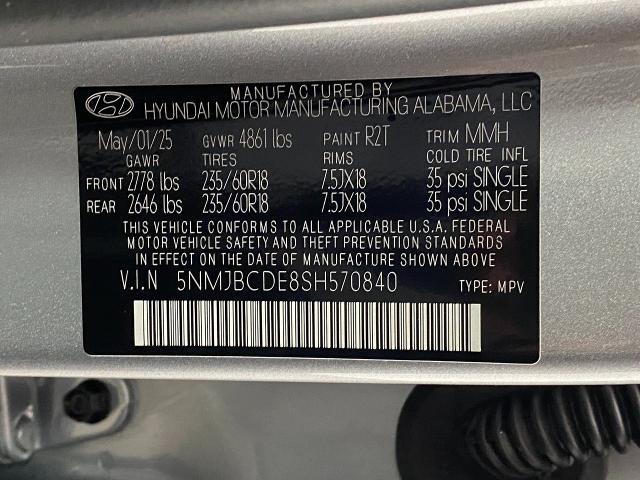 MANUFACTURED BY
HYUNDAI MOTOR MANUFACTURING ALABAMA, LLC
May/01/25 GVWR 4861 lbs PAINT R2T TRIM MMH
GAWR TIRES RIMS COLD TIRE INFL
FRONT 2778 lbs 235/60R18 7.5JX18 35 psi SINGLE
REAR 2646 lbs 235/60R18 7.5JX18 35 psi SINGLE
THIS VEHICLE CONFORMS TO ALL APPLICABLE U.S.A. FEDERAL
MOTOR VEHICLE SAFETY AND THEFT PREVENTION STANDARDS
IN EFFECT ON THE DATE OF MANUFACTURE SHOWN ABOVE
V.I.N 5NMJBCDE8SH570840 TYPE: MPV